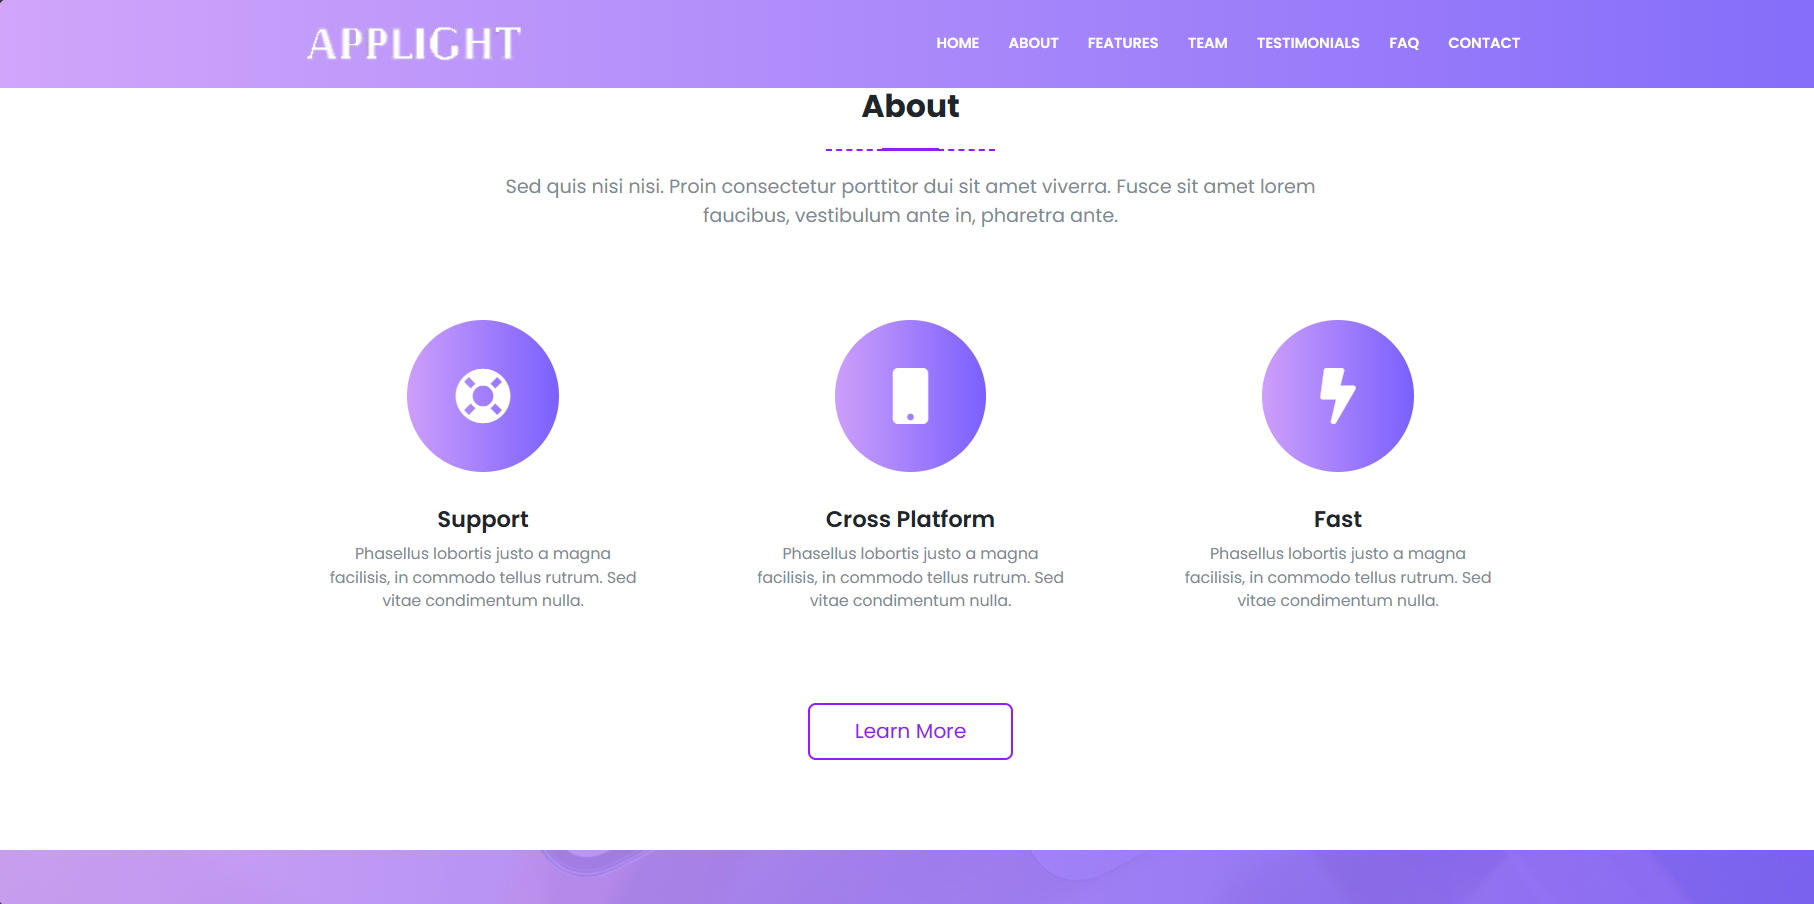 APPLIGHT
HOME ABOUT FEATURES TEAM TESTIMONIALS FAQ CONTACT
About
Sed quis nisi nisi. Proin consectetur porttitor dui sit amet viverra. Fusce sit amet lorem
faucibus, vestibulum ante in, pharetra ante.
Support
Phasellus lobortis justo a magna
facilisis, in commodo tellus rutrum. Sed
vitae condimentum nulla.
Cross Platform
Phasellus lobortis justo a magna
facilisis, in commodo tellus rutrum. Sed
vitae condimentum nulla.
Fast
Phasellus lobortis justo a magna
facilisis, in commodo tellus rutrum. Sed
vitae condimentum nulla.
Learn More